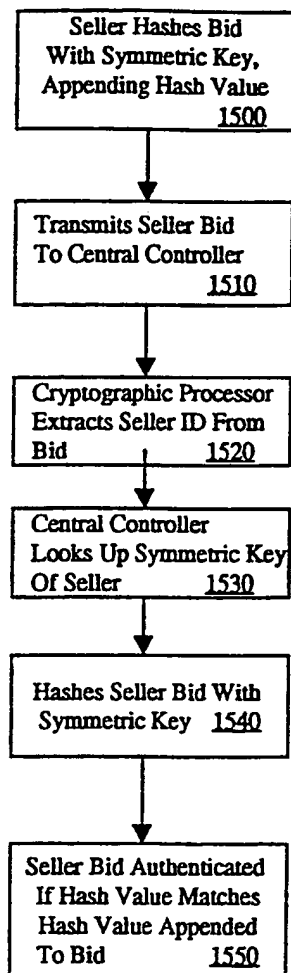 Seller Hashes Bid
With Symmetric Key,
Appending Hash Value
1500
Transmits Seller Bid
To Central Controller
1510
Cryptographic Processor
Extracts Seller ID From
Bid 1520
Central Controller
Looks Up Symmetric Key
Of Seller 1530
Hashes Seller Bid With
Symmetric Key 1540
Seller Bid Authenticated
If Hash Value Matches
Hash Value Appended
To Bid 1550